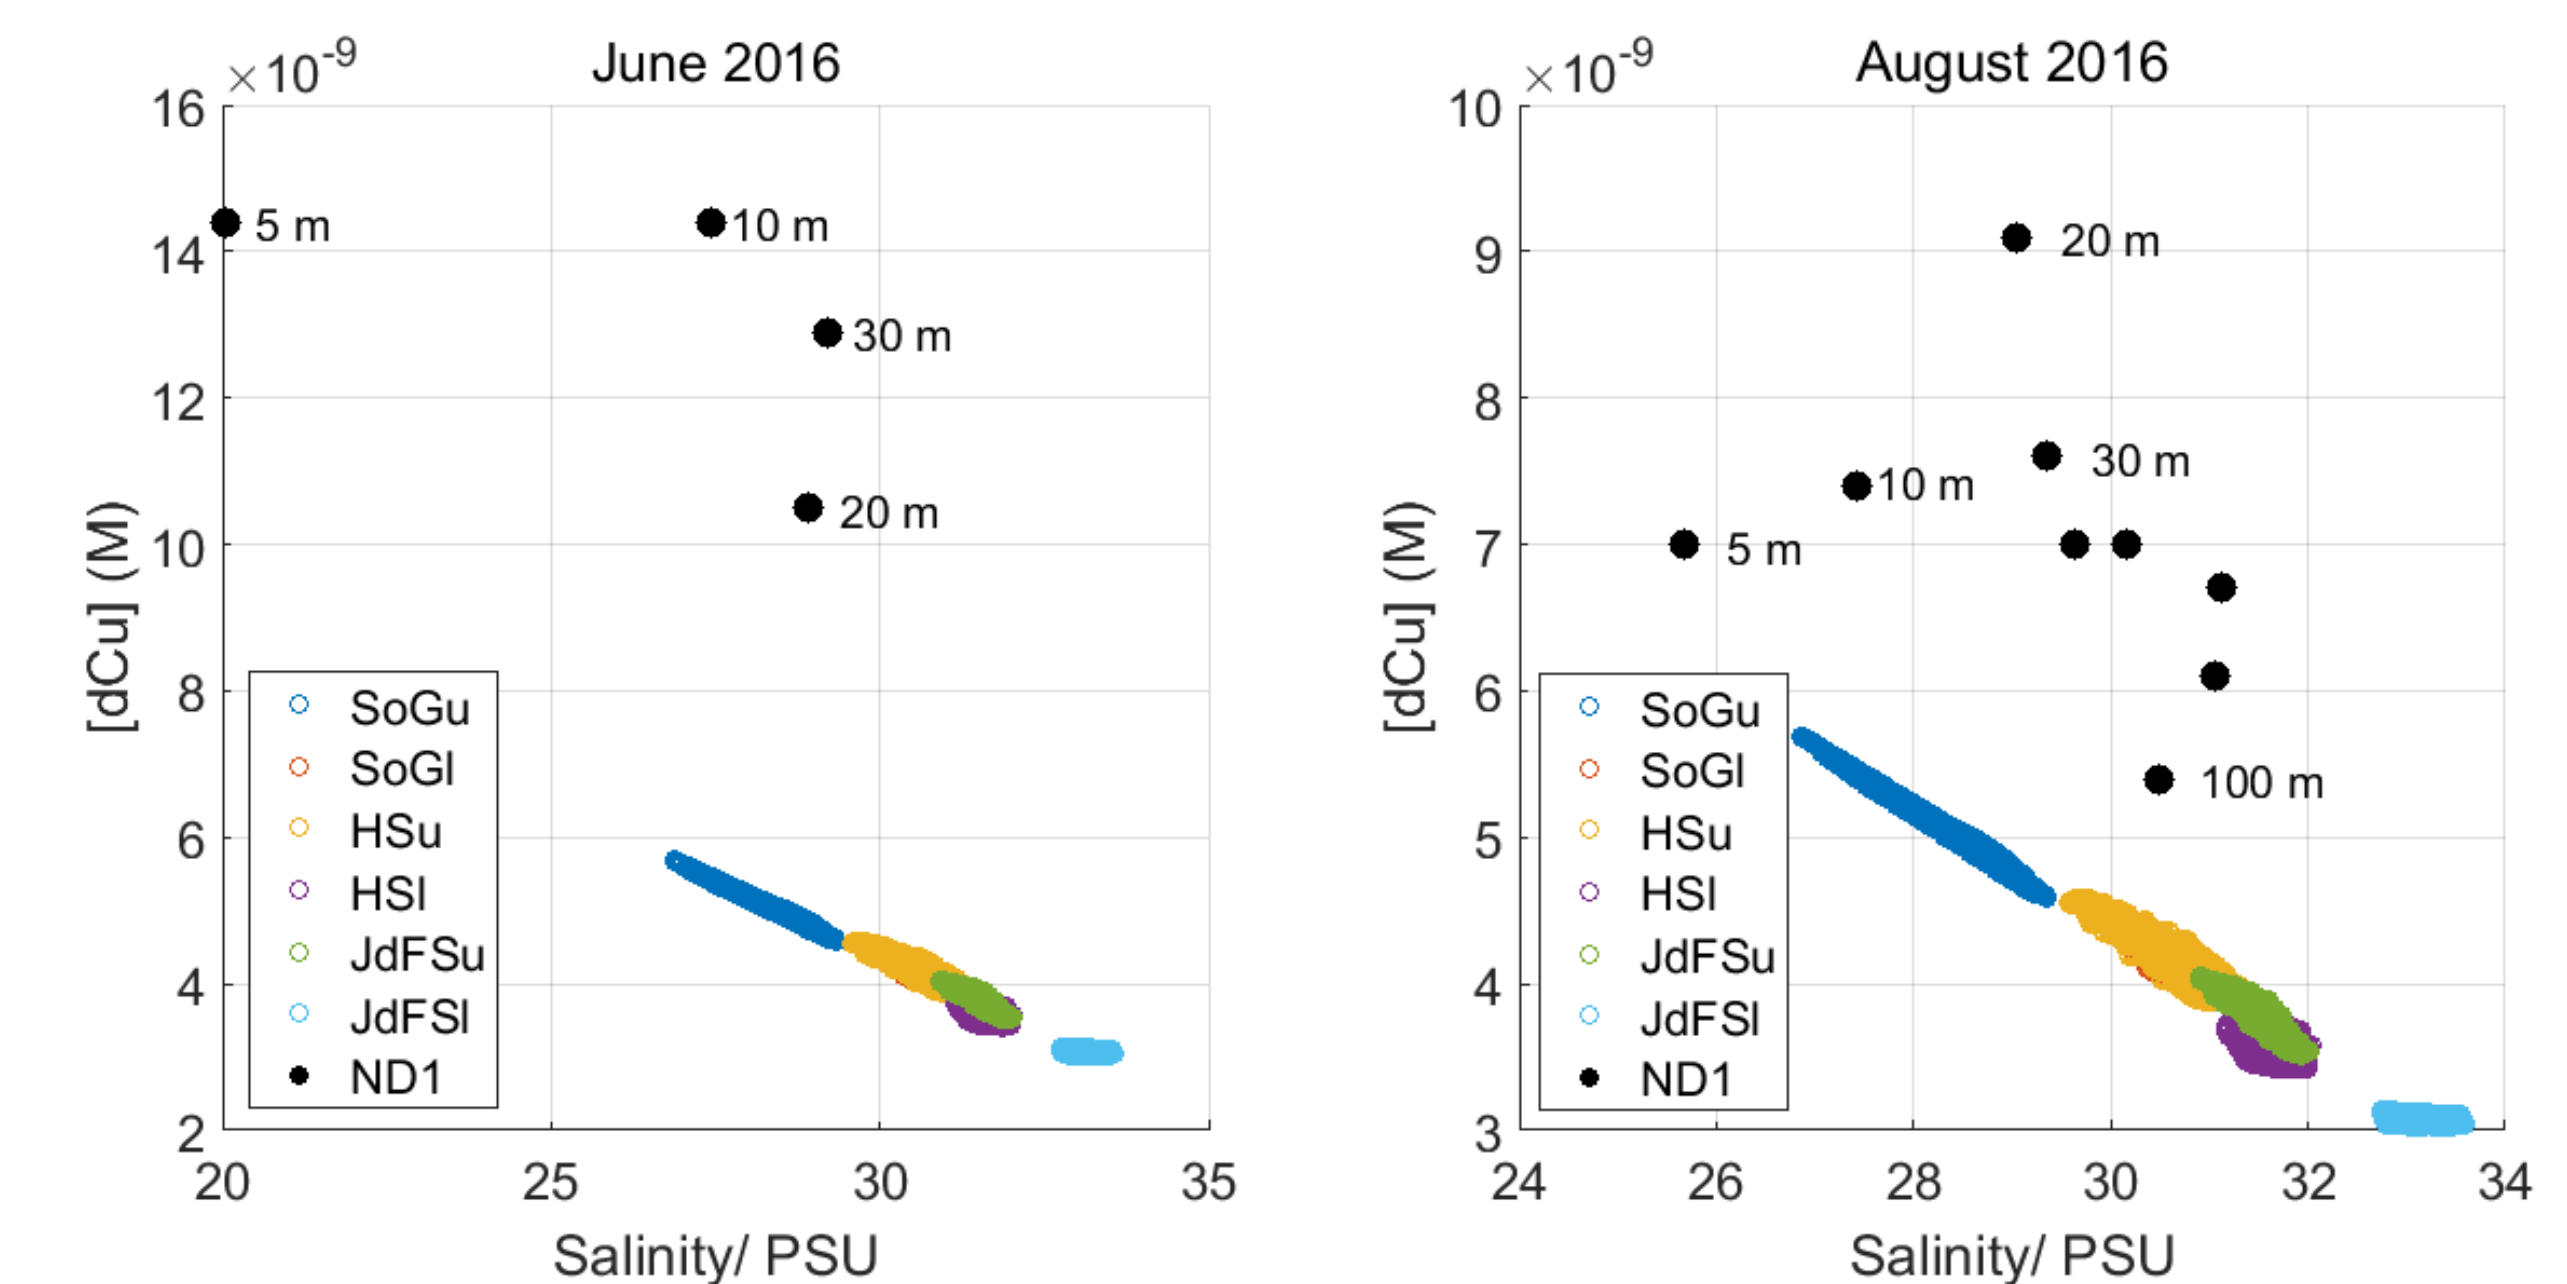 June 2016
×10-9
[dCu] (M)
16
14
12
10
8
6
4
2
5 m
10 m
30 m
20 m
SoGu
SoGl
HSu
HSl
JdFSu
JdFSl
ND1
20 25 30 35
Salinity/ PSU
August 2016
×10-9
[dCu] (M)
10
9
8
7
6
5
4
3
20 m
30 m
10 m
5 m
100 m
SoGu
SoGl
HSu
HSl
JdFSu
JdFSl
ND1
24 26 28 30 32 34
Salinity/ PSU